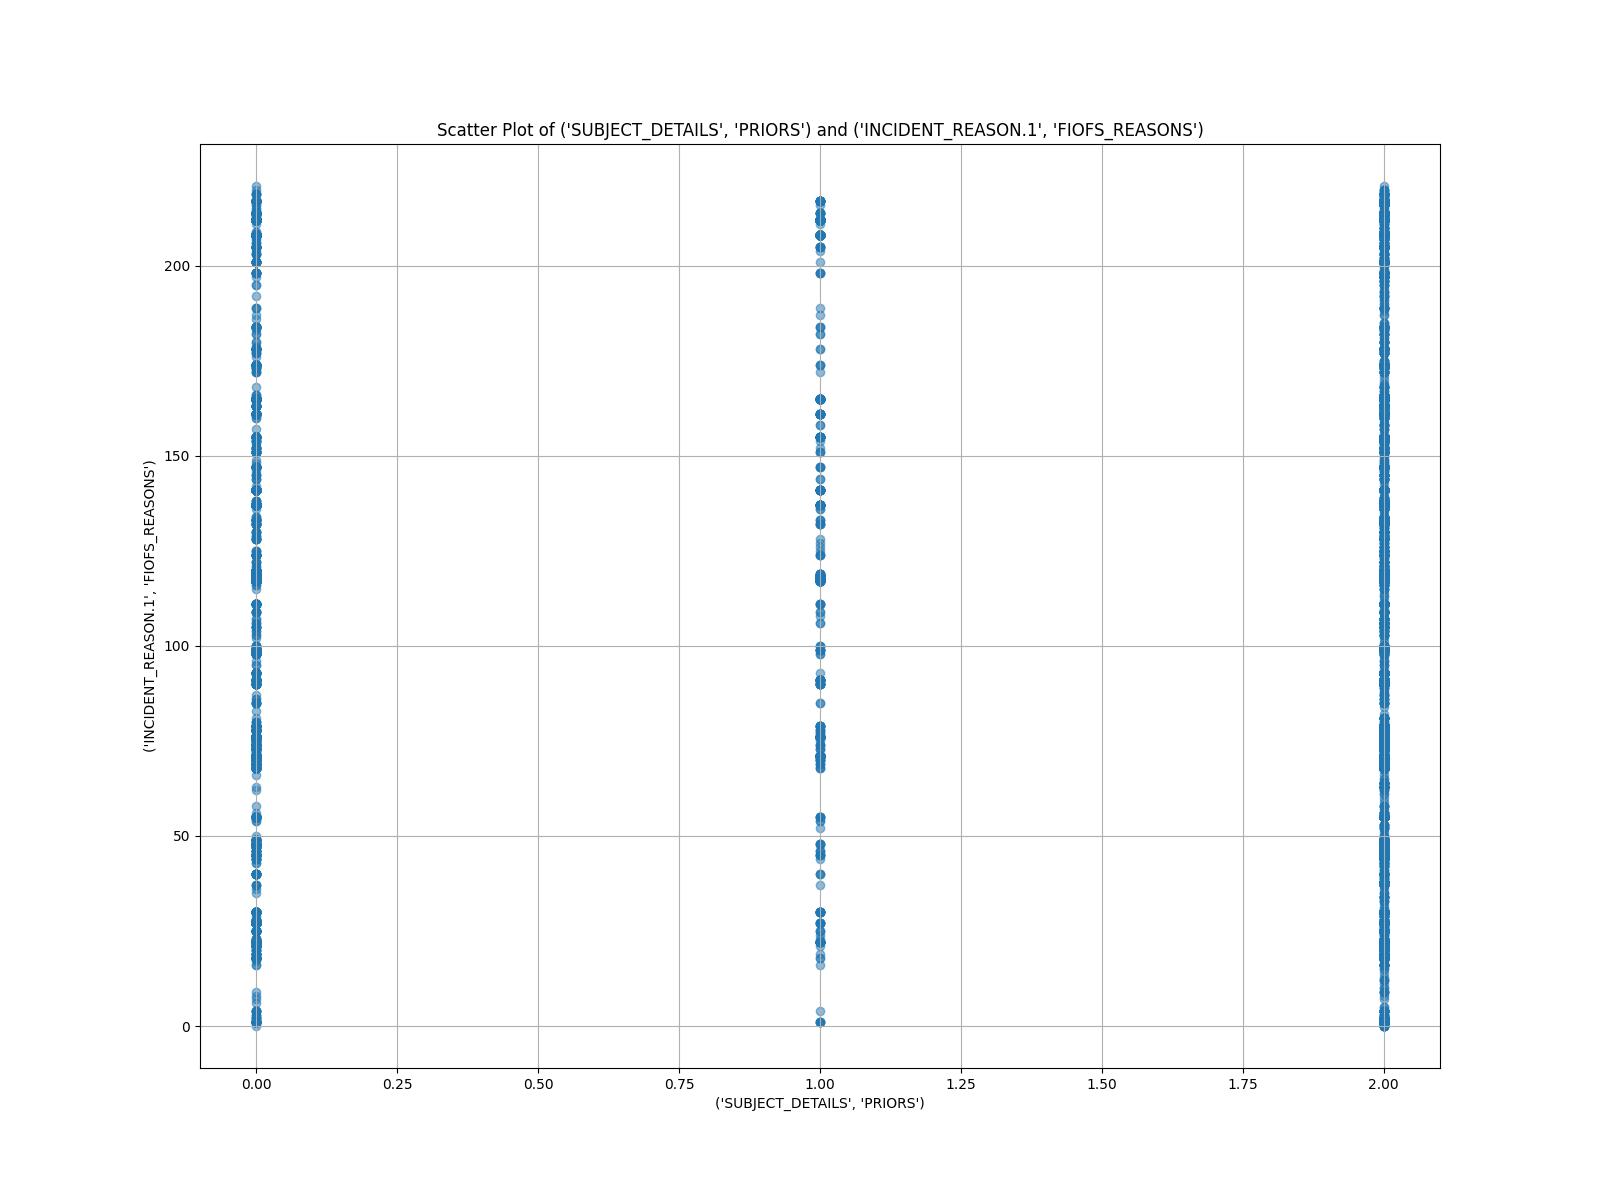 Scatter Plot of ('SUBJECT_DETAILS', 'PRIORS') and ('INCIDENT_REASON.1', 'FIOFS_REASONS')
200
150
100
50
0
('INCIDENT_REASON.1', 'FIOFS_REASONS')
0.00 0.25 0.50 0.75 1.00 1.25 1.50 1.75 2.00
('SUBJECT_DETAILS', 'PRIORS')